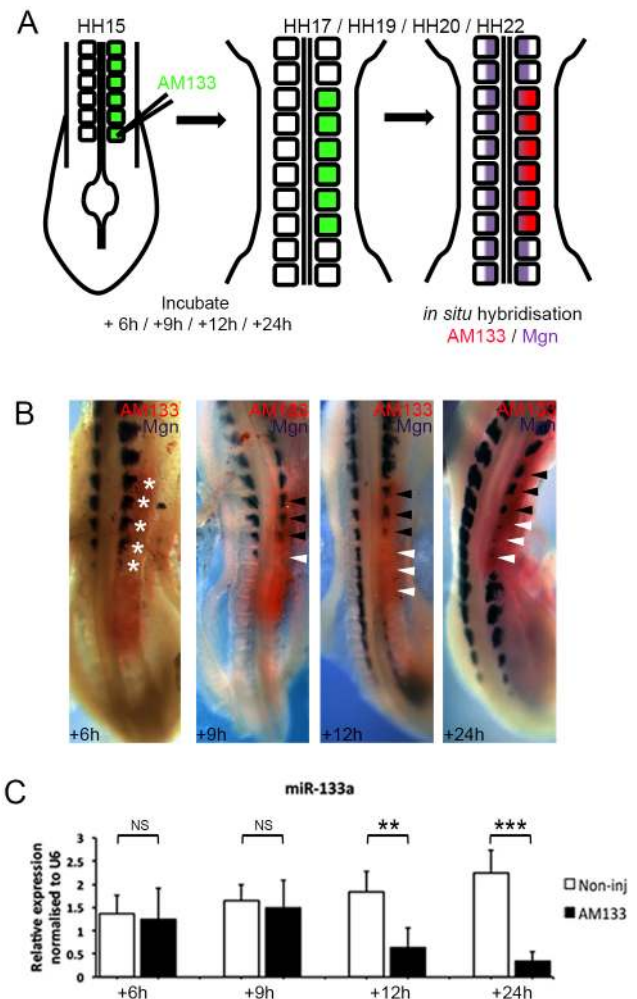 A
HH15
HH17 / HH19 / HH20 / HH22
AM133
Incubate
+ 6h / +9h / +12h / +24h
in situ hybridisation
AM133 / Mgn
B
AM133
Mgn
+6h
AM133
Mgn
+9h
AM133
Mgn
+12h
AM133
Mgn
+24h
C
miR-133a
Relative expression
normalised to U6
3
2.5
2
1.5
1
0.5
0
NS
NS
**
***
Non-inj
AM133
+6h
+9h
+12h
+24h